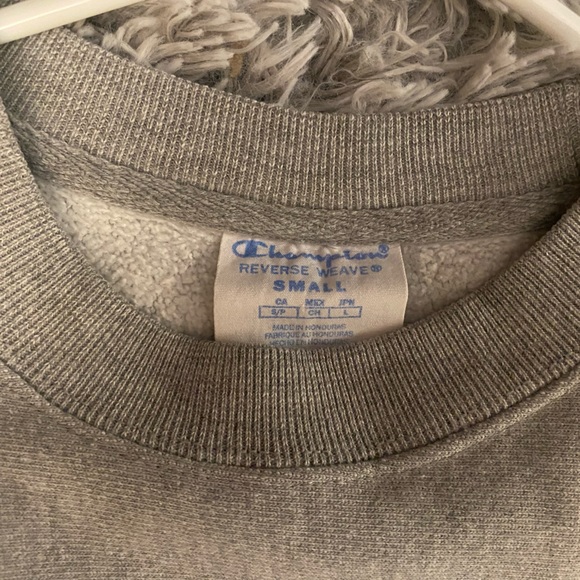 Champion®
REVERSE WEAVE®
SMALL
CA MEX JPN
S/P CH L
MADE IN HONDURAS
FABRIQUE AU HONDURAS